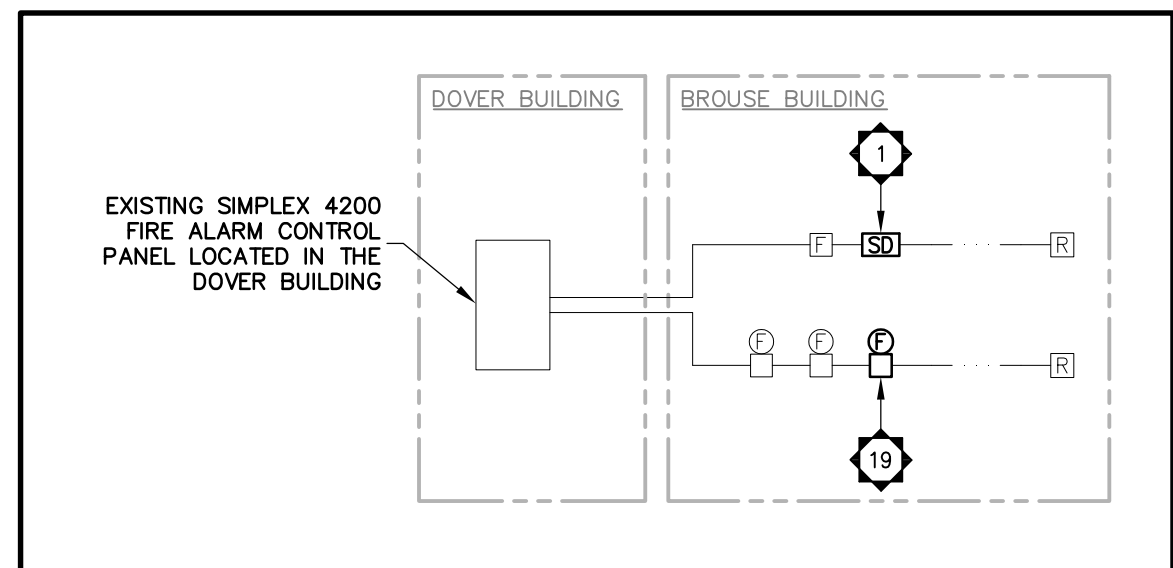 DOVER BUILDING
BROUSE BUILDING
1
EXISTING SIMPLEX 4200
FIRE ALARM CONTROL
PANEL LOCATED IN THE
DOVER BUILDING
F SD R
F F F
R
19